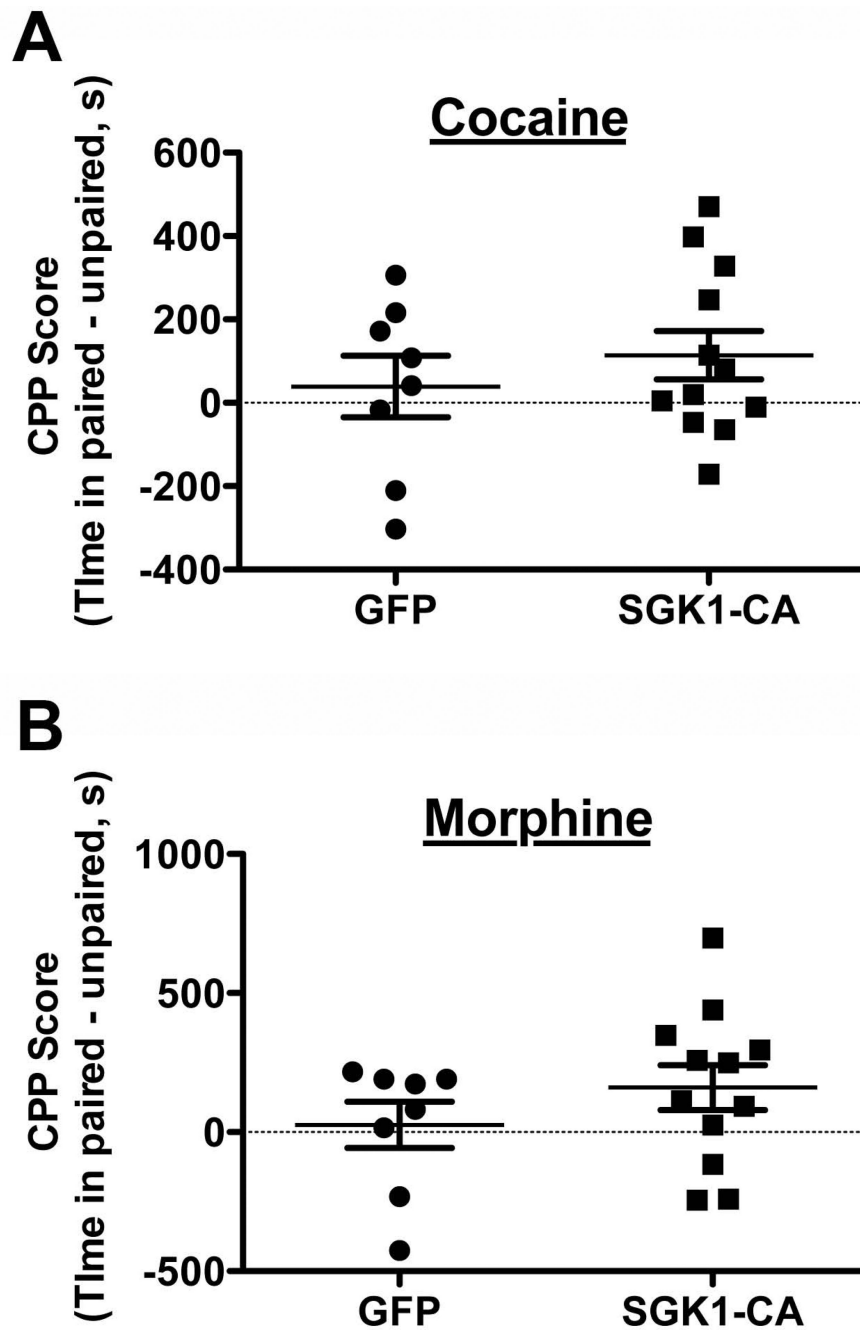 A
Cocaine
CPP Score
(TIme in paired - unpaired, s)
600
400
200
0
-200
-400
GFP
SGK1-CA
B
Morphine
CPP Score
(TIme in paired - unpaired, s)
1000
500
0
-500
GFP
SGK1-CA